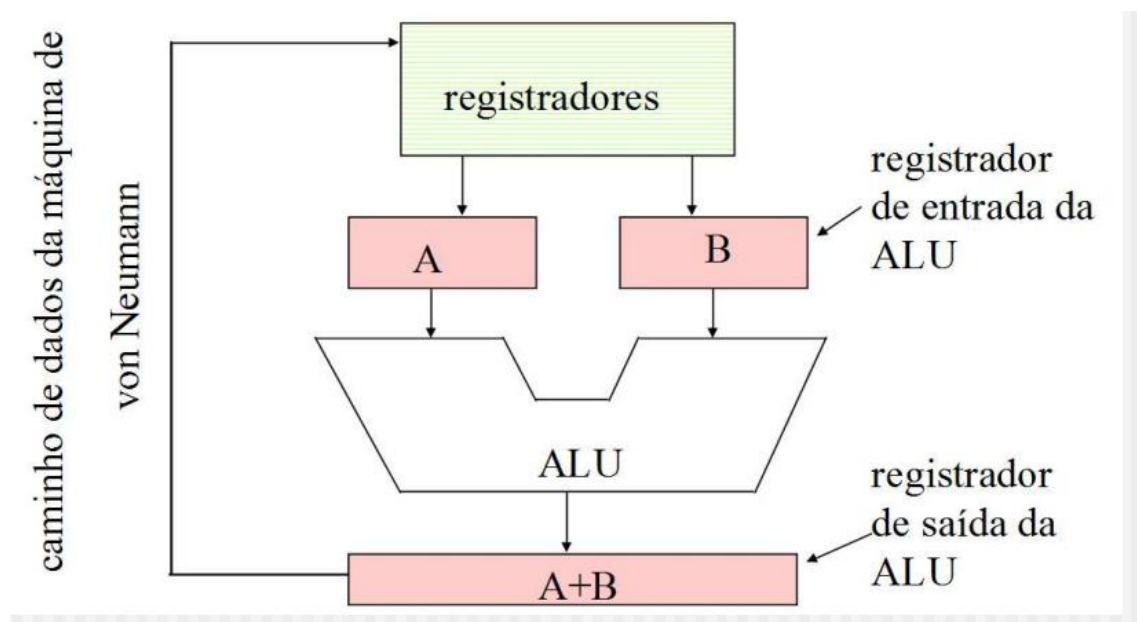 caminho de dados da máquina de
von Neumann
registradores
registrador
de entrada da
ALU
A
B
ALU
registrador
de saída da
ALU
A+B